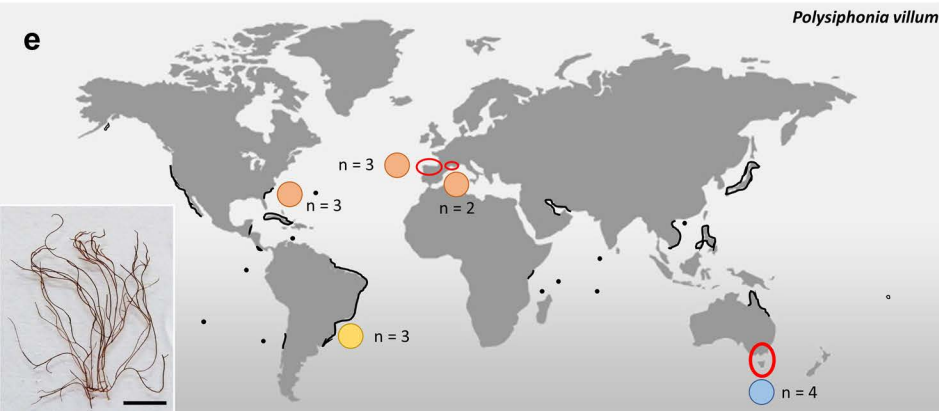 Polysiphonia villum
e
n = 3
n = 3
n = 2
n = 3
n = 4